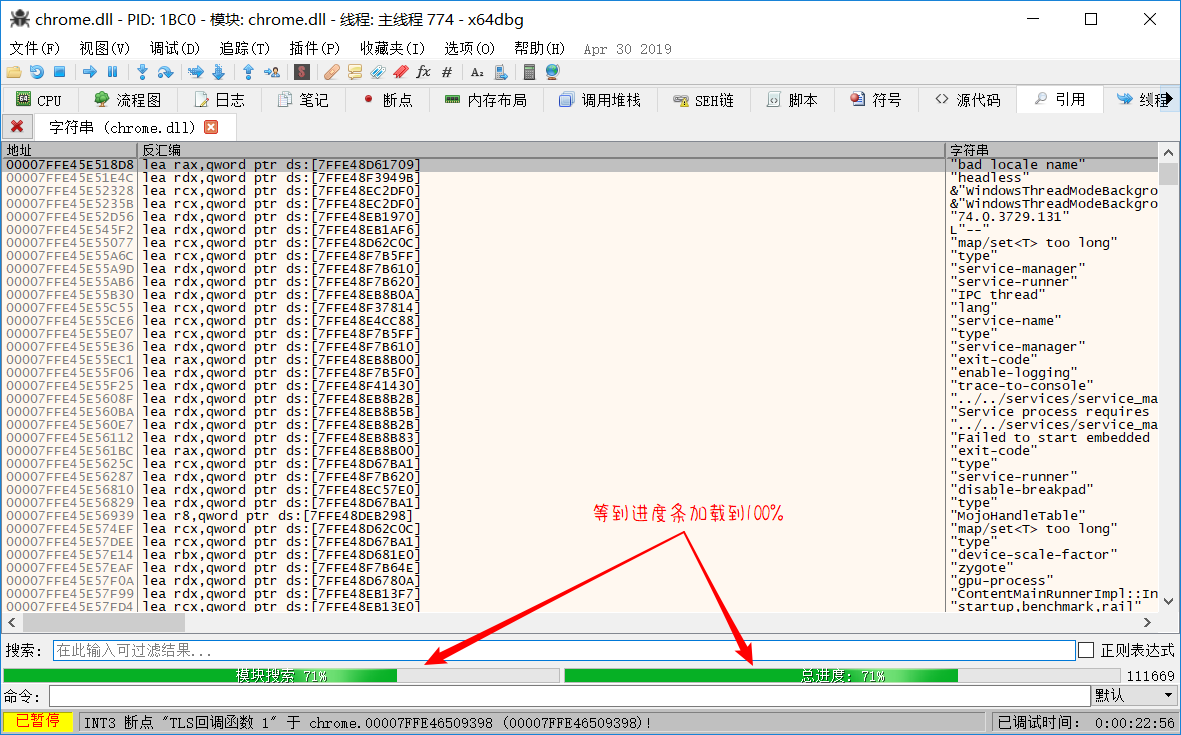 chrome.dll - PID: 1BC0 - 模块: chrome.dll - 线程: 主线程 774 - x64dbg
文件(F) 视图(V) 调试(D) 追踪(T) 插件(P) 收藏夹(I) 选项(O) 帮助(H) Apr 30 2019
CPU 流程图 日志 笔记 断点 内存布局 调用堆栈 SEH链 脚本 符号 源代码 引用 线程
字符串 (chrome.dll)
地址 反汇编 字符串
00007FFE45E518D8 lea rax,qword ptr ds:[7FFE48D61709] "bad locale name"
00007FFE45E51E4C lea rdx,qword ptr ds:[7FFE48F3949B] "headless"
00007FFE45E52328 lea rcx,qword ptr ds:[7FFE48EC2DF0] &"WindowsThreadModeBackgro
00007FFE45E5235B lea rcx,qword ptr ds:[7FFE48EC2DF0] &"WindowsThreadModeBackgro
00007FFE45E52D56 lea rdx,qword ptr ds:[7FFE48EB1970] "74.0.3729.131"
00007FFE45E545F2 lea rdx,qword ptr ds:[7FFE48EB1AF6] L"--"
00007FFE45E55077 lea rcx,qword ptr ds:[7FFE48D62C0C] "map/set<T> too long"
00007FFE45E55A6C lea rcx,qword ptr ds:[7FFE48F7B5FF] "type"
00007FFE45E55A9D lea rdx,qword ptr ds:[7FFE48F7B610] "service-manager"
00007FFE45E55AB6 lea rdx,qword ptr ds:[7FFE48F7B620] "service-runner"
00007FFE45E55B30 lea rdx,qword ptr ds:[7FFE48EB8B0A] "IPC thread"
00007FFE45E55C55 lea rcx,qword ptr ds:[7FFE48F37814] "lang"
00007FFE45E55CE6 lea rcx,qword ptr ds:[7FFE48E4CC88] "service-name"
00007FFE45E55E07 lea rcx,qword ptr ds:[7FFE48F7B5FF] "type"
00007FFE45E55E36 lea rdx,qword ptr ds:[7FFE48F7B610] "service-manager"
00007FFE45E55EC1 lea rax,qword ptr ds:[7FFE48EB8B00] "exit-code"
00007FFE45E55F06 lea rdx,qword ptr ds:[7FFE48F7B5F0] "enable-logging"
00007FFE45E55F25 lea rdx,qword ptr ds:[7FFE48F41430] "trace-to-console"
00007FFE45E5608F lea rdx,qword ptr ds:[7FFE48EB8B2B] "../../services/service_ma
00007FFE45E560BA lea rdx,qword ptr ds:[7FFE48EB8B5B] "Service process requires
00007FFE45E560E7 lea rdx,qword ptr ds:[7FFE48EB8B2B] "../../services/service_ma
00007FFE45E56112 lea rdx,qword ptr ds:[7FFE48EB8B83] "Failed to start embedded
00007FFE45E561BC lea rax,qword ptr ds:[7FFE48EB8B00] "exit-code"
00007FFE45E5625C lea rcx,qword ptr ds:[7FFE48D67BA1] "type"
00007FFE45E56287 lea rdx,qword ptr ds:[7FFE48F7B620] "service-runner"
00007FFE45E56810 lea rdx,qword ptr ds:[7FFE48EC57E0] "disable-breakpad"
00007FFE45E56829 lea rdx,qword ptr ds:[7FFE48D67BA1] "type"
00007FFE45E56939 lea r8,qword ptr ds:[7FFE48DEB298] "MojoHandleTable"
00007FFE45E574EF lea rcx,qword ptr ds:[7FFE48D62C0C] "map/set<T> too long"
00007FFE45E57DEE lea rcx,qword ptr ds:[7FFE48D67BA1] "type"
00007FFE45E57E14 lea rbx,qword ptr ds:[7FFE48D681E0] "device-scale-factor"
00007FFE45E57EAF lea rdx,qword ptr ds:[7FFE48F7B64E] "zygote"
00007FFE45E57F0A lea rdx,qword ptr ds:[7FFE48D6780A] "gpu-process"
00007FFE45E57F99 lea rdx,qword ptr ds:[7FFE48EB13F7] "ContentMainRunnerImpl::In
00007FFE45E57FD4 lea rcx,qword ptr ds:[7FFE48EB13E0] "startup,benchmark,rail"
等到进度条加载到100%
搜索: 在此输入可过滤结果... 正则表达式
模块搜索 71% 总进度: 71% 111669
命令: 默认
已暂停 INT3 断点 "TLS回调函数 1" 于 chrome.00007FFE46509398 (00007FFE46509398)! 已调试时间: 0:00:22:56